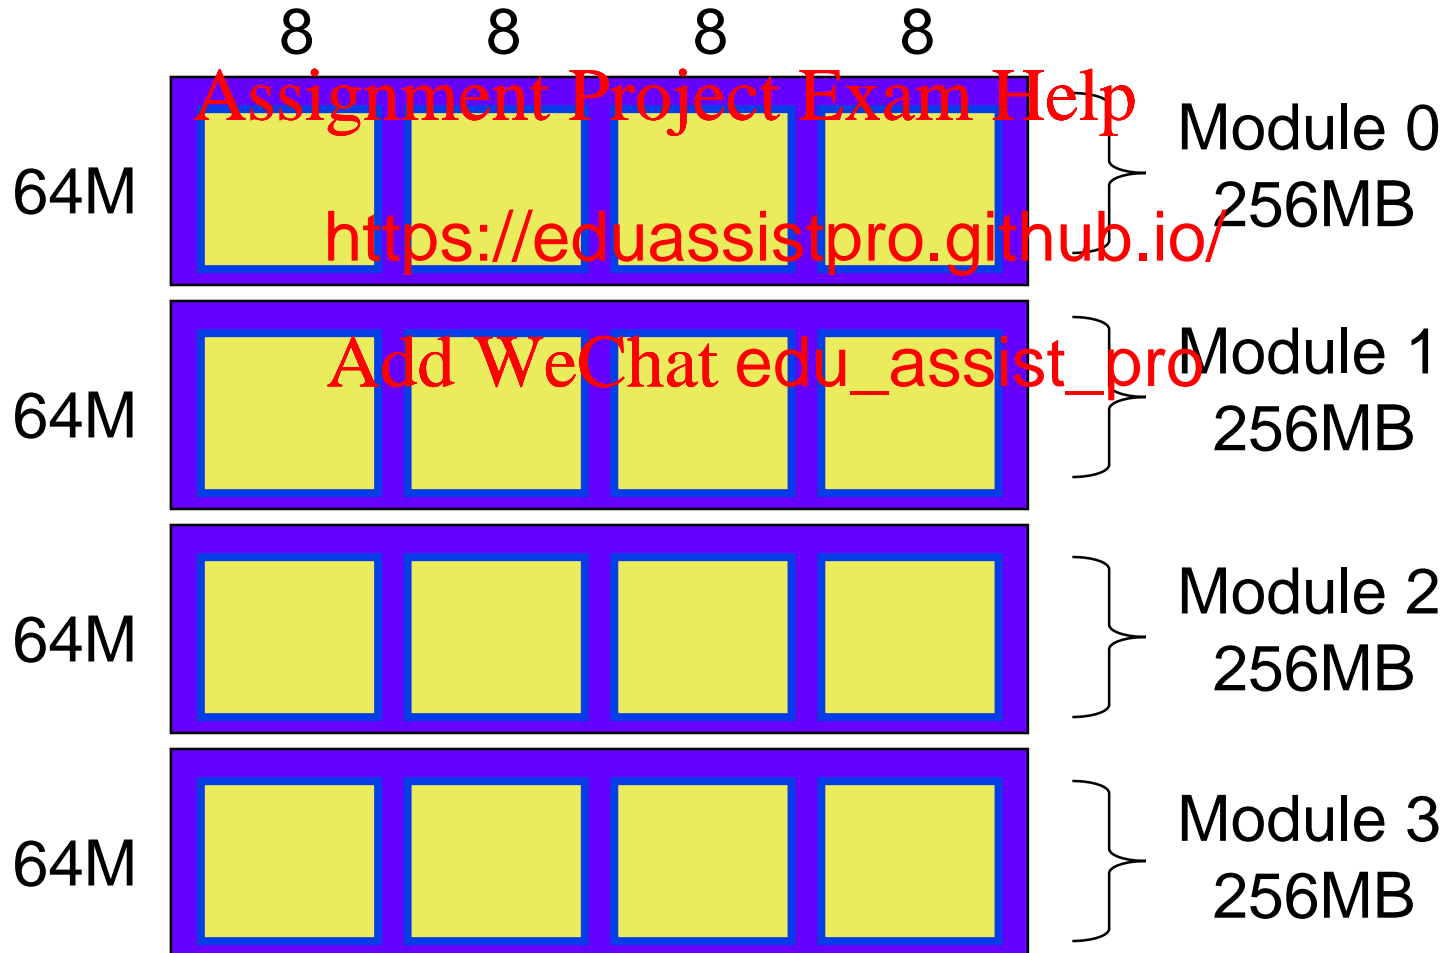 8 8 8 8
Assignment Project Exam Help
Module 0
64M
256MB
https://eduassistpro.github.io/
Module 1
Add WeChat edu_assist_pro
64M
256MB
Module 2
64M
256MB
Module 3
64M
256MB